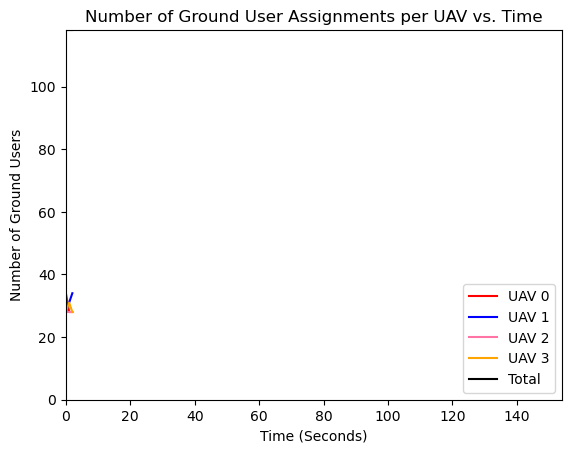 Number of Ground User Assignments per UAV vs. Time
Number of Ground Users
100
80
60
40
20
0
0 20 40 60 80 100 120 140
Time (Seconds)
UAV 0
UAV 1
UAV 2
UAV 3
Total